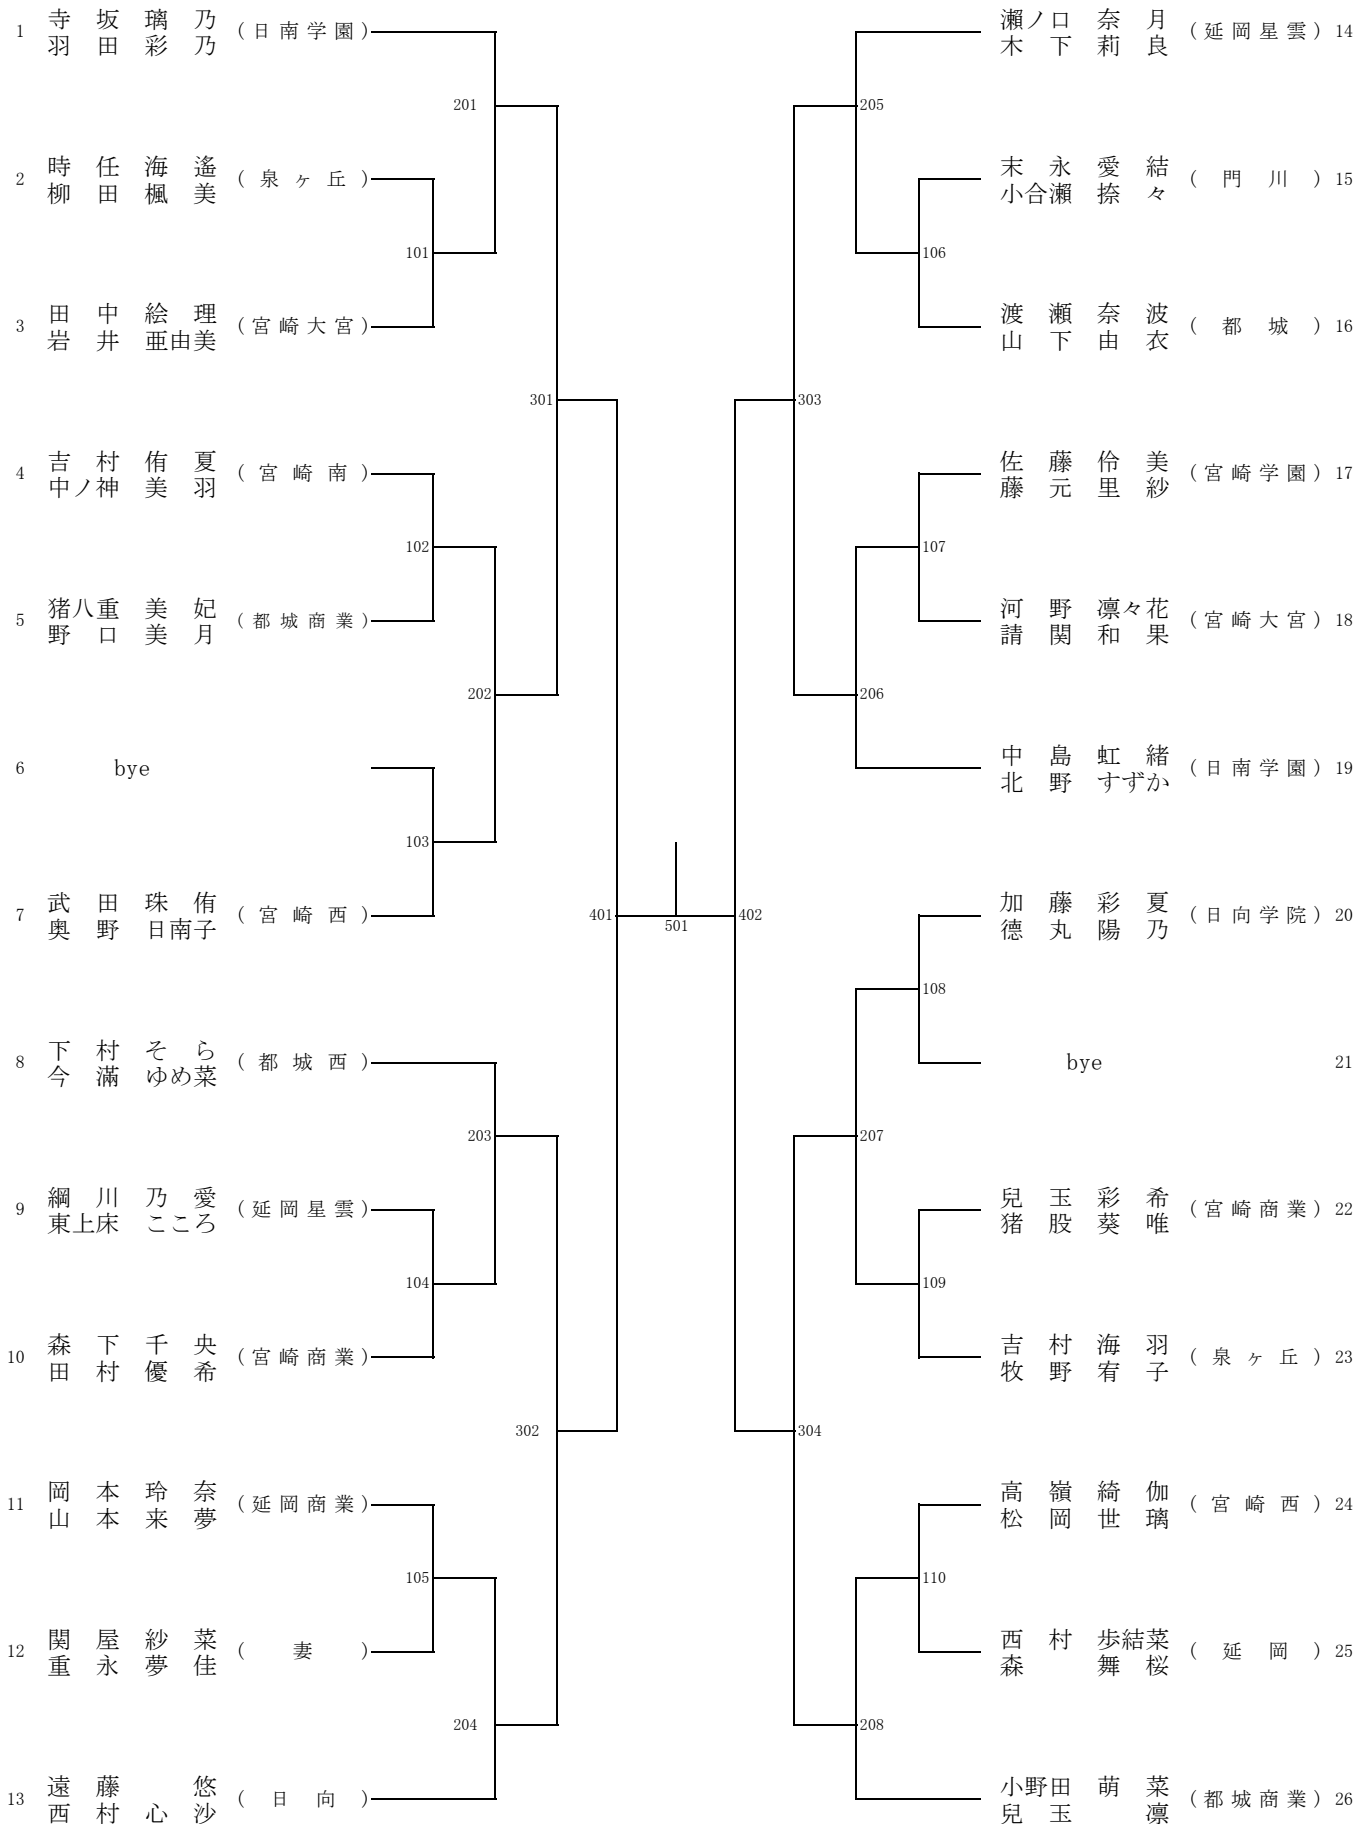 1 寺坂璃乃 (日南学園)
羽田彩乃
201
2 時任海遙 (泉ヶ丘)
柳田楓美
101
3 田中絵理 (宮崎大宮)
岩井亜由美
301
4 吉村侑夏 (宮崎南)
中ノ神美羽
102
5 猪八重美妃 (都城商業)
野口美月
202
6 bye
103
7 武田珠侑 (宮崎西)
奥野日南子
401
8 下村そら (都城西)
今滿ゆめ菜
203
9 綱川乃愛 (延岡星雲)
東上床こころ
104
10 森下千央 (宮崎商業)
田村優希
302
11 岡本玲奈 (延岡商業)
山本来夢
105
12 関屋紗菜 (妻)
重永夢佳
204
13 遠藤悠 (日向)
西村心沙
501
瀬ノ口奈月 (延岡星雲) 14
木下莉良
205
末永愛結 (門川) 15
小合瀬捺々
106
渡瀬奈波 (都城) 16
山下由衣
303
佐藤伶美 (宮崎学園) 17
藤元里紗
107
河野凛々花 (宮崎大宮) 18
請関和果
206
中島虹緒 (日南学園) 19
北野すずか
402
加藤彩夏 (日向学院) 20
德丸陽乃
108
bye 21
207
兒玉彩希 (宮崎商業) 22
猪股葵唯
109
吉村海羽 (泉ヶ丘) 23
牧野宥子
304
高嶺綺伽 (宮崎西) 24
松岡世璃
110
西村歩結菜 (延岡) 25
森舞桜
208
小野田萌菜 (都城商業) 26
兒玉凛